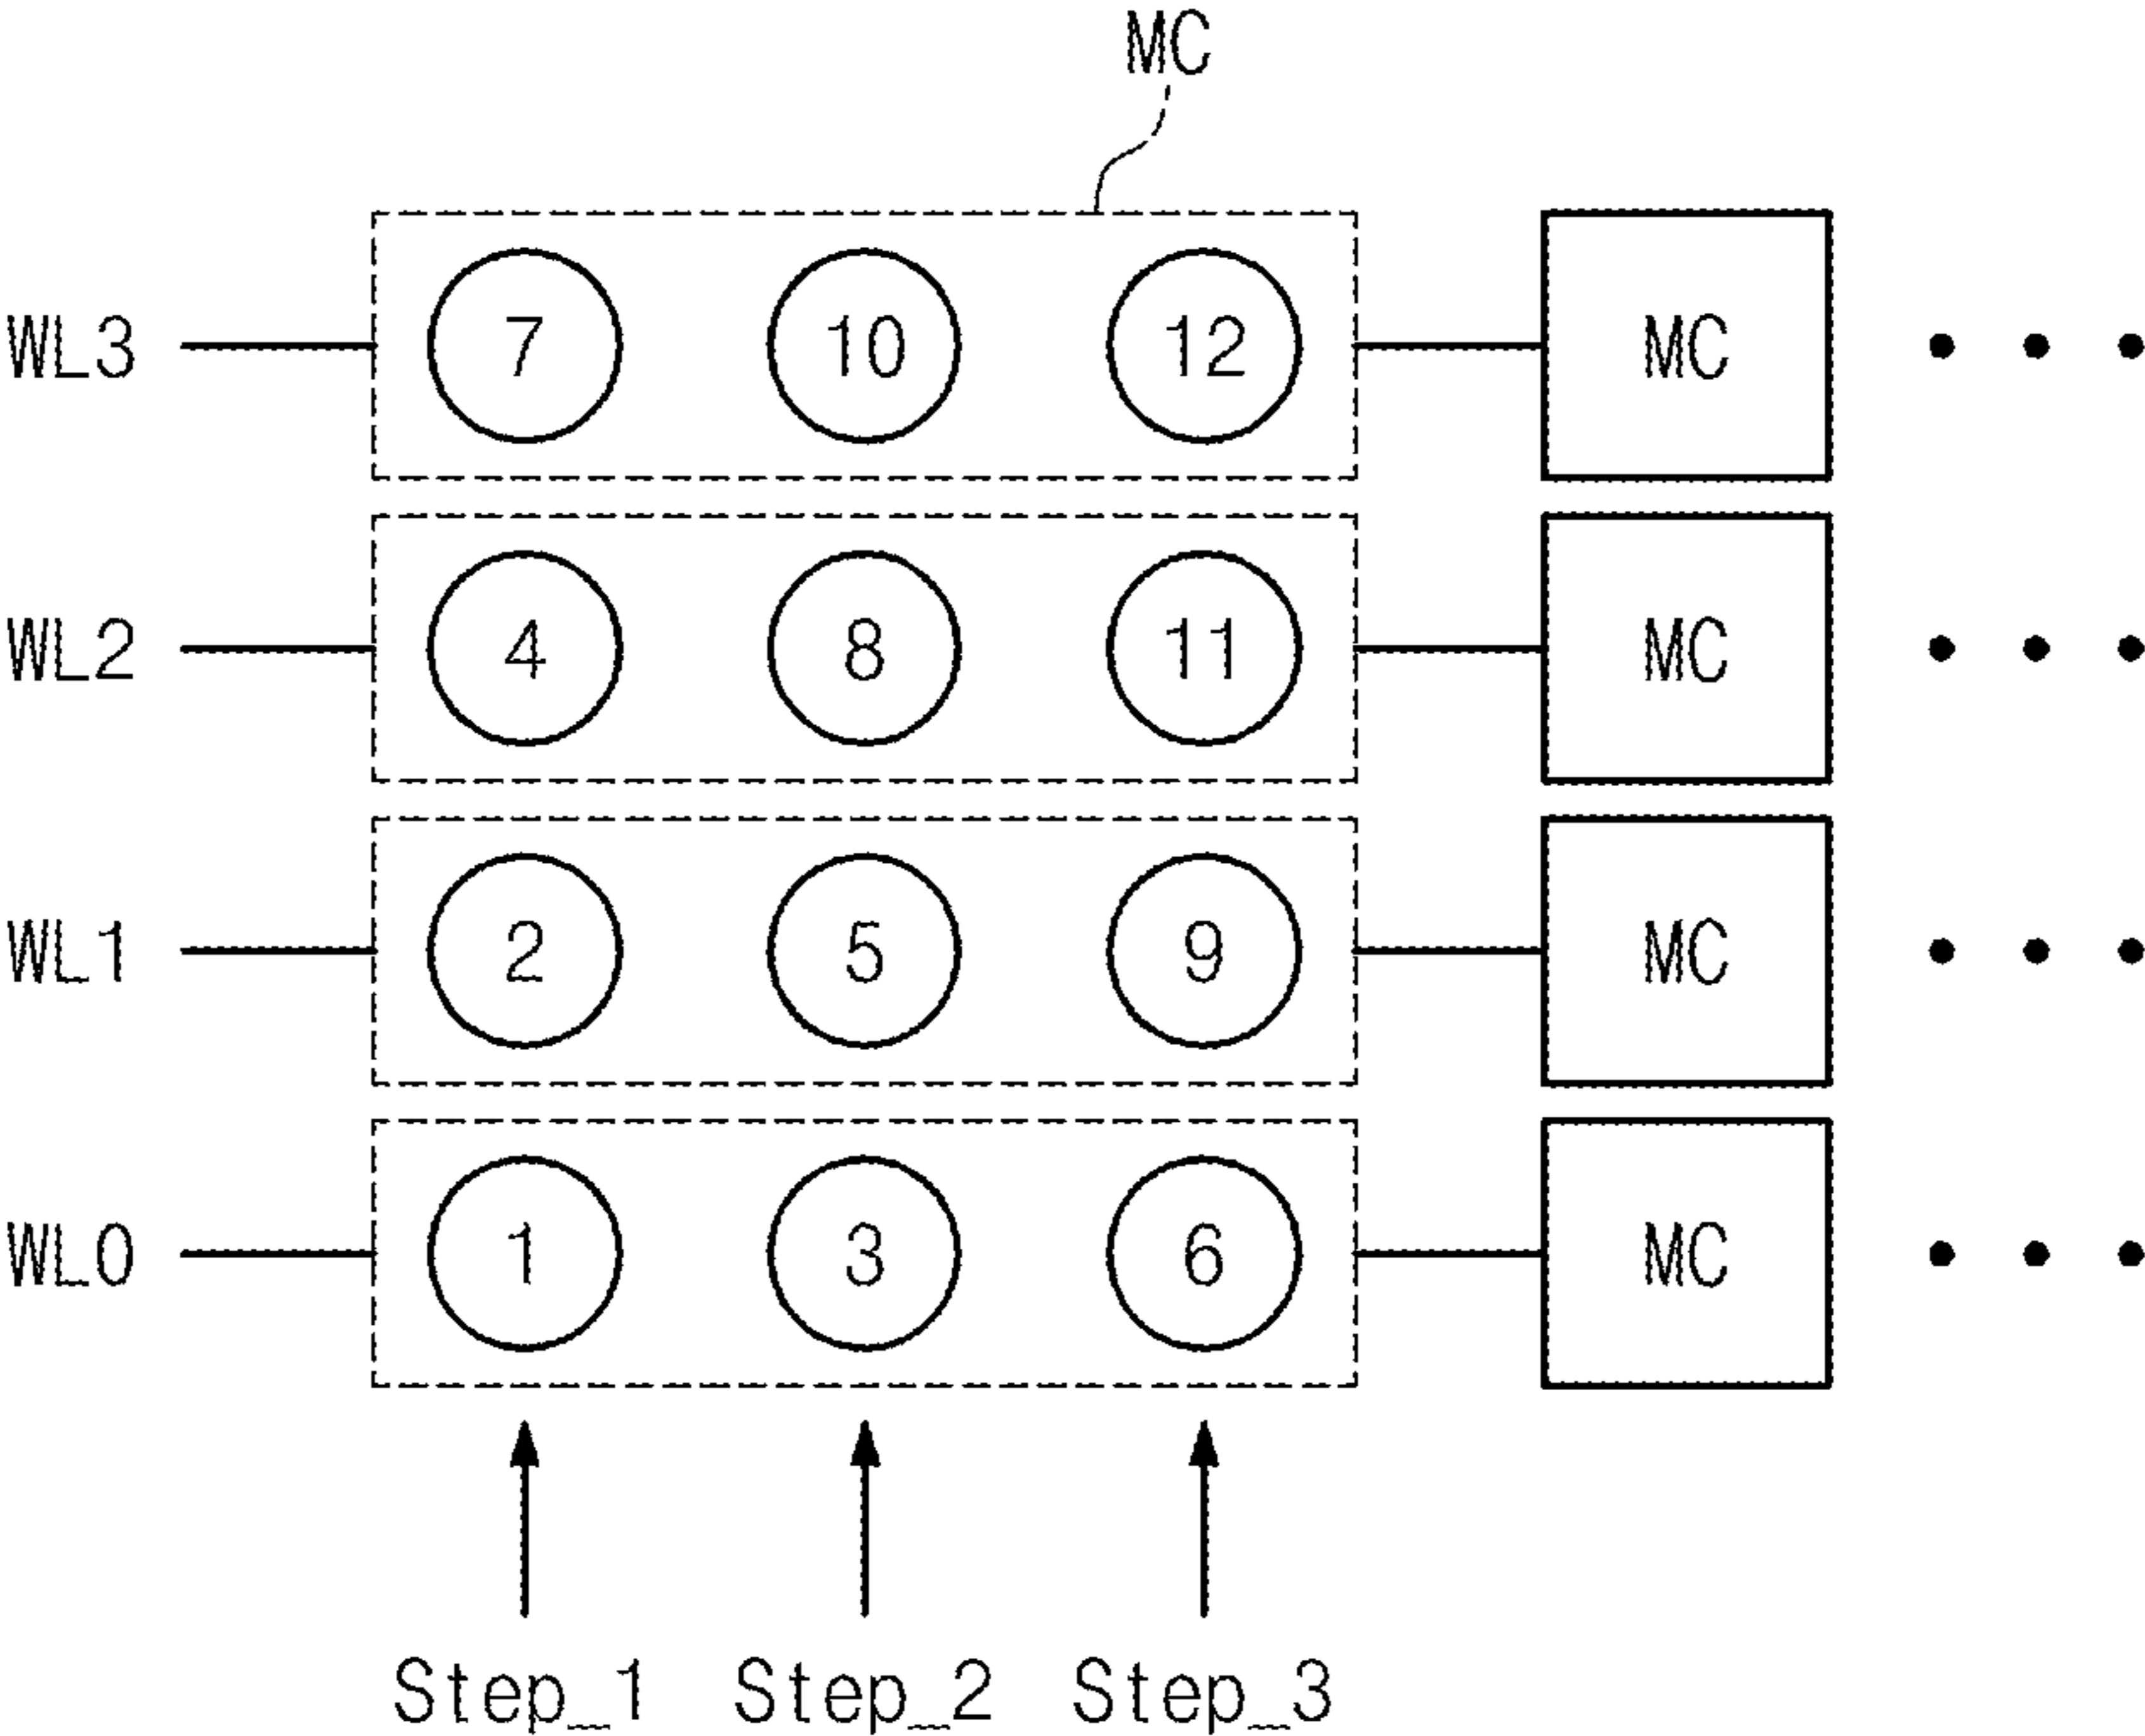 MC
WL3 7 10 12 MC
WL2 4 8 11 MC
WL1 2 5 9 MC
WL0 1 3 6 MC
Step_1 Step_2 Step_3